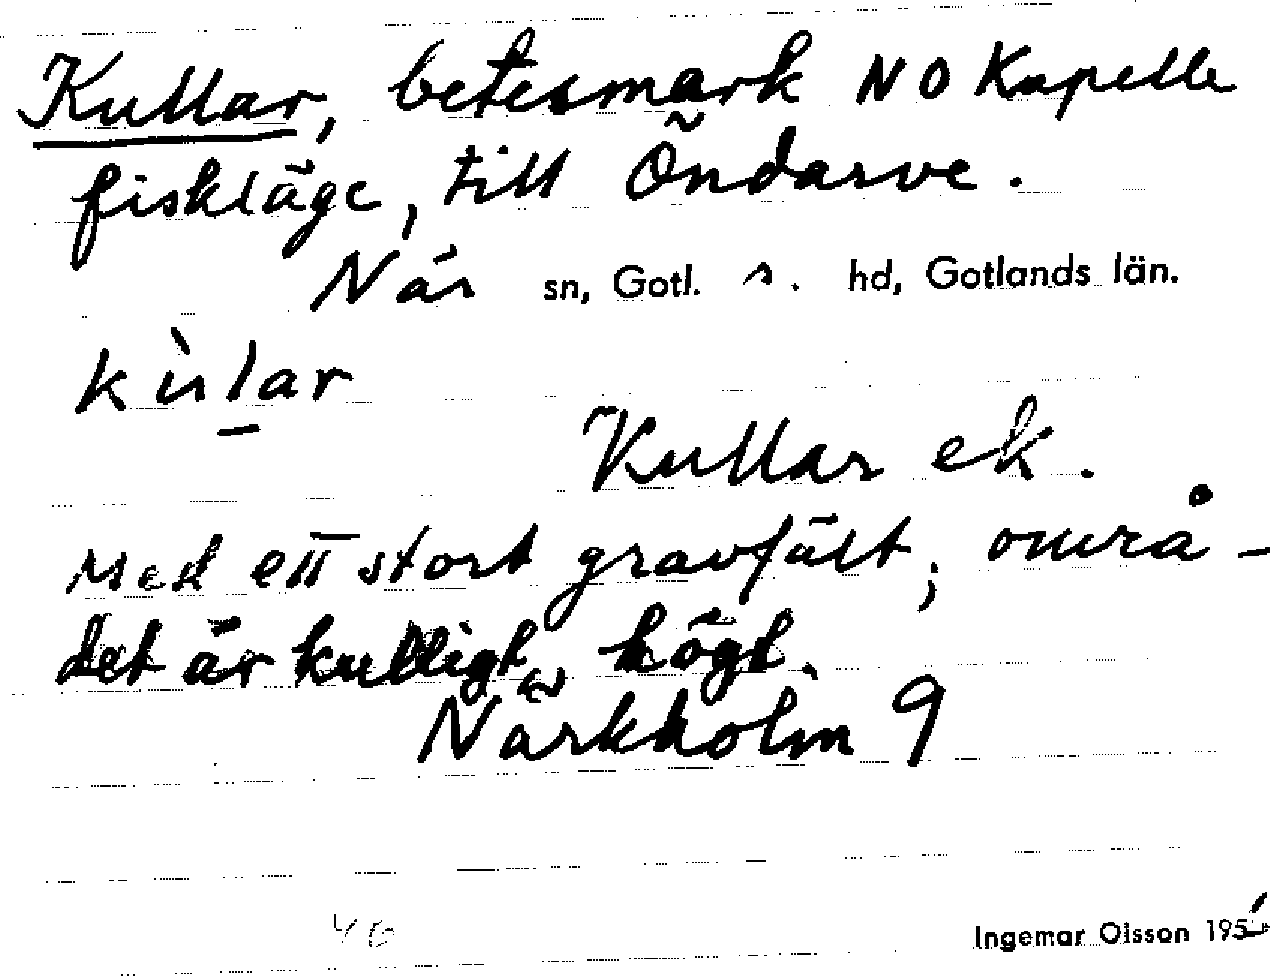 Kullar, betesmark NO Kapelle
fiskläge, till Öndarve.
När sn, Gotl. s. hd, Gotlands län.
Kullar ek.
Med ett stort gravfält; områ-
det är kulligt, högt.
Närkholm 9
Ingemar Olsson 195